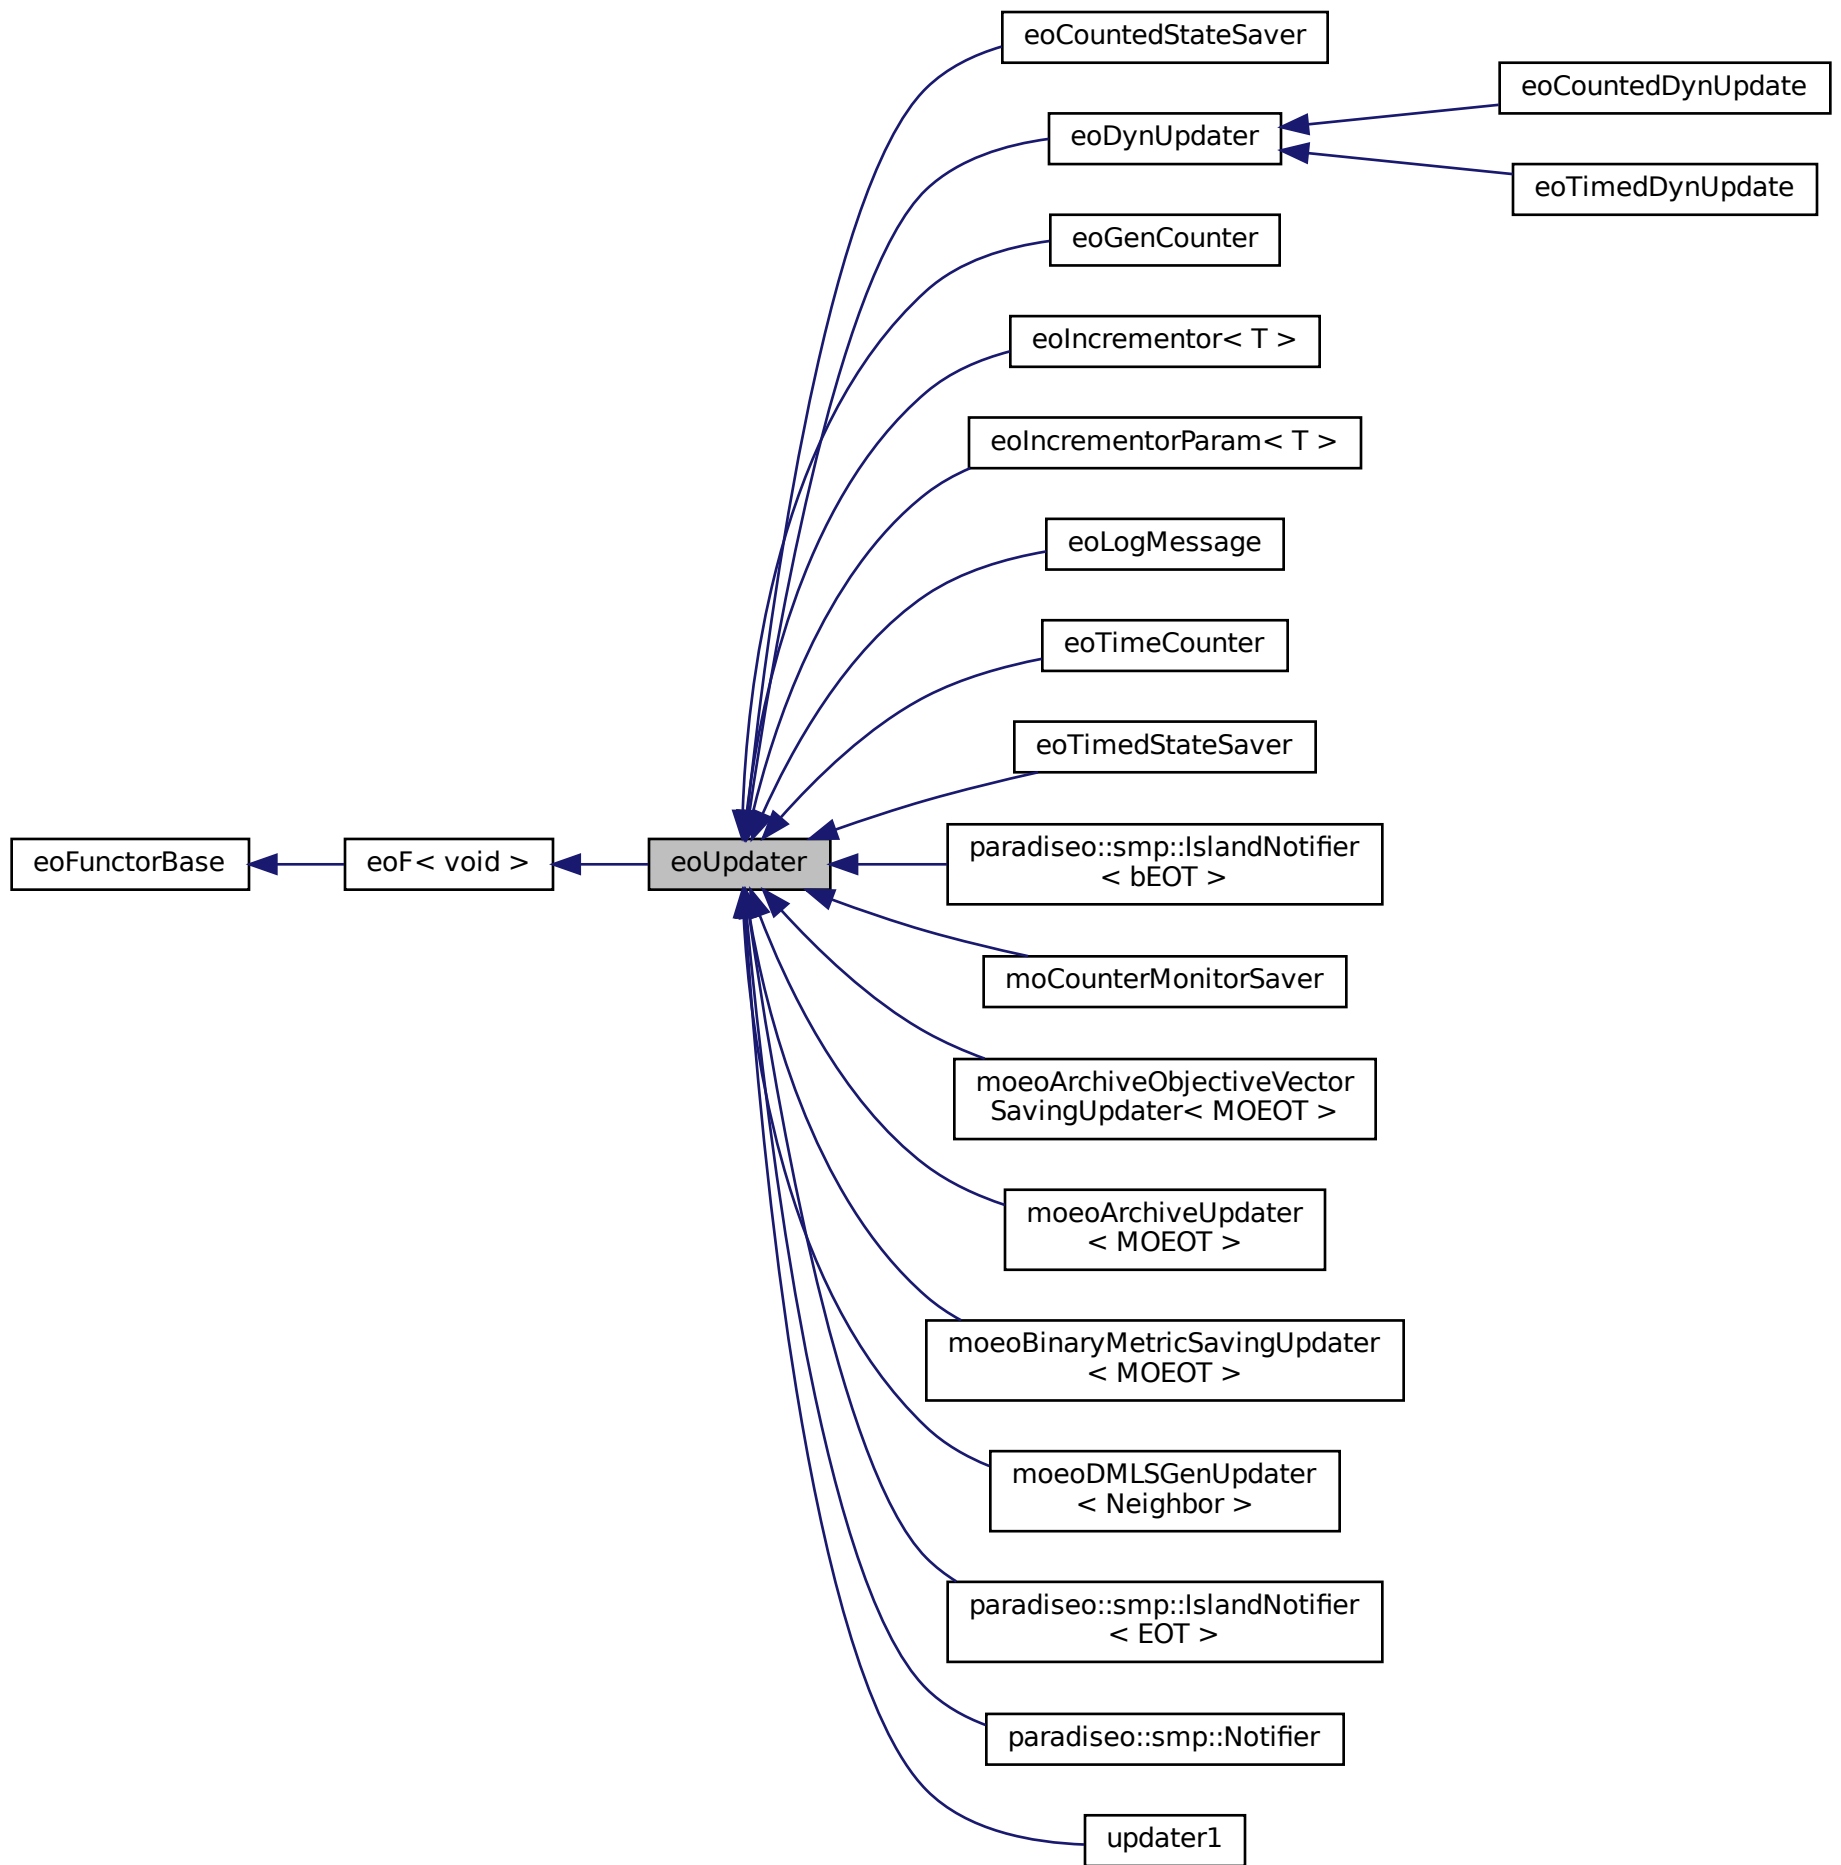 eoCountedStateSaver
eoCountedDynUpdate
eoDynUpdater
eoTimedDynUpdate
eoGenCounter
eoIncrementor< T >
eoIncrementorParam< T >
eoLogMessage
eoTimeCounter
eoTimedStateSaver
eoFunctorBase
eoF< void >
eoUpdater
paradiseo::smp::IslandNotifier
< bEOT >
moCounterMonitorSaver
moeoArchiveObjectiveVector
SavingUpdater< MOEOT >
moeoArchiveUpdater
< MOEOT >
moeoBinaryMetricSavingUpdater
< MOEOT >
moeoDMLSGenUpdater
< Neighbor >
paradiseo::smp::IslandNotifier
< EOT >
paradiseo::smp::Notifier
updater1